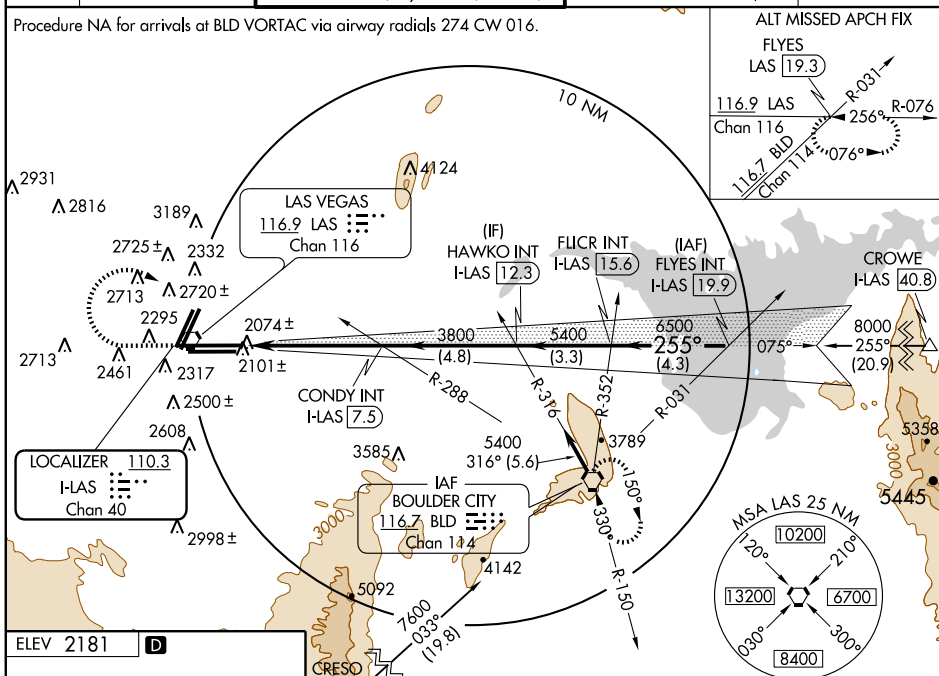 Procedure NA for arrivals at BLD VORTAC via airway radials 274 CW 016.
ALT MISSED APCH FIX
FLYES
LAS 19.3
R-031
116.9 LAS
Chan 116
256°
R-076
076°
116.7 BLD
Chan 114
10 NM
2931
2816
4124
3189
2725±
2332
2713
2720±
2295
2074±
2713
2461
2317
2101±
2500±
2608
2998±
LAS VEGAS
116.9 LAS
Chan 116
(IF)
HAWKO INT
I-LAS 12.3
FLICR INT
I-LAS 15.6
(IAF)
FLYES INT
I-LAS 19.9
CROWE
I-LAS 40.8
3800
(4.8)
5400
(3.3)
6500
255°
(4.3)
075°
8000
255°
(20.9)
R-288
R-316
R-352
R-031
CONDY INT
I-LAS 7.5
3585
5400
316° (5.6)
3789
5358
3000
5445
LOCALIZER 110.3
I-LAS
Chan 40
IAF
BOULDER CITY
116.7 BLD
Chan 114
150°
330°
R-150
4142
3000
5092
7600
033°
(19.8)
CRESO
MSA LAS 25 NM
120°
10200
210°
13200
6700
030°
300°
8400
ELEV 2181 D